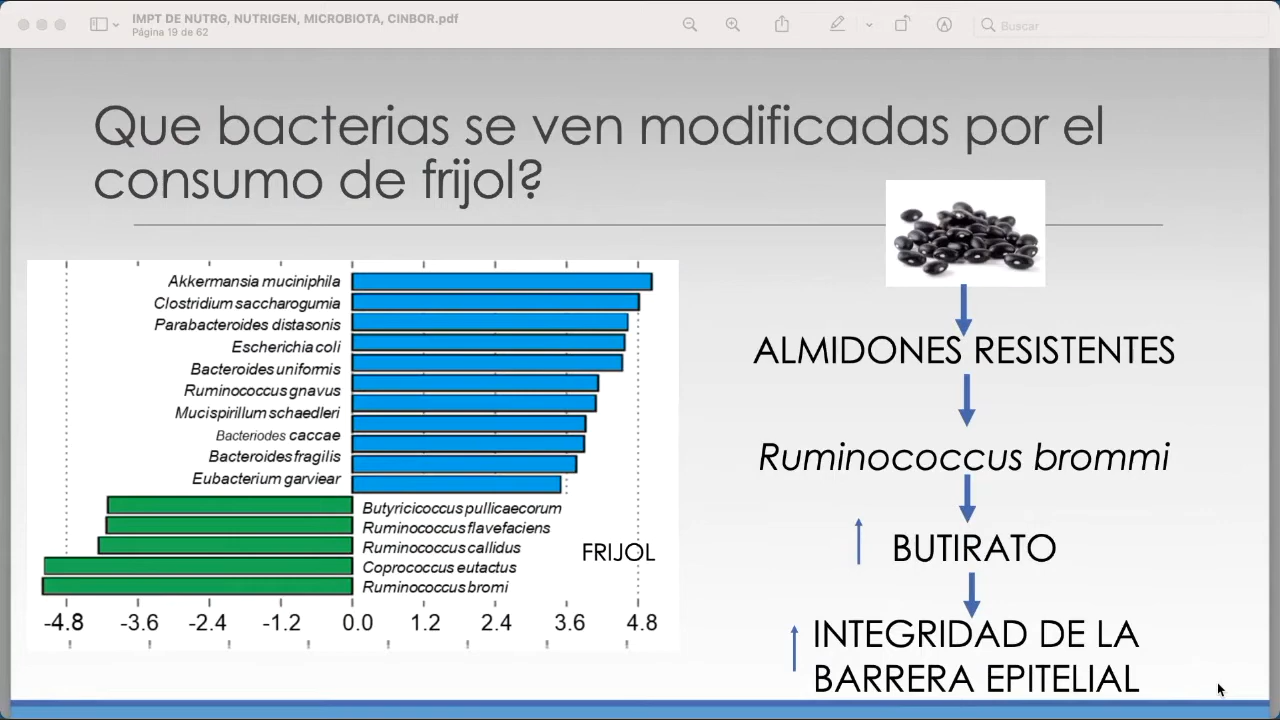 IMPT DE NUTRG, NUTRIGEN, MICROBIOTA, CINBOR.pdf
Página 19 de 62
Buscar
Que bacterias se ven modificadas por el
consumo de frijol?
Akkermansia muciniphila
Clostridium saccharogumia
Parabacteroides distasonis
Escherichia coli
Bacteroides uniformis
Ruminococcus gnavus
Mucispirillum schaedleri
Bacteriodes caccae
Bacteroides fragilis
Eubacterium garviear
Butyricicoccus pullicaecorum
Ruminococcus flavefaciens
Ruminococcus callidus
Coprococcus eutactus
Ruminococcus bromi
FRIJOL
-4.8 -3.6 -2.4 -1.2 0.0 1.2 2.4 3.6 4.8
ALMIDONES RESISTENTES
Ruminococcus brommi
BUTIRATO
INTEGRIDAD DE LA
BARRERA EPITELIAL